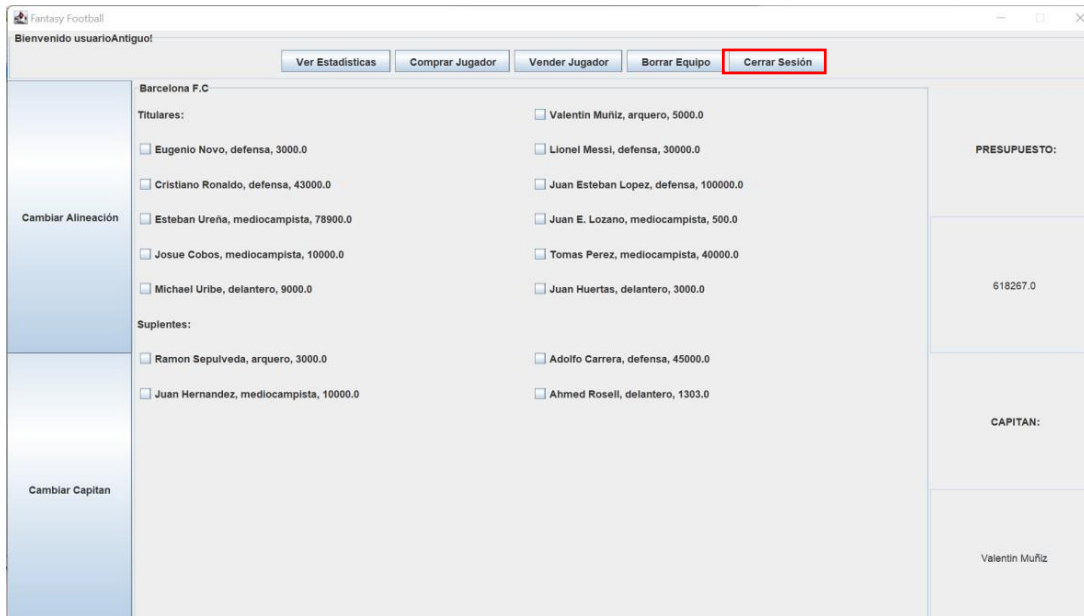 Fantasy Football
Bienvenido usuarioAntiguo!
Ver Estadísticas Comprar Jugador Vender Jugador Borrar Equipo Cerrar Sesión
Barcelona F.C
Titulares: Valentin Muñiz, arquero, 5000.0
Eugenio Novo, defensa, 3000.0 Lionel Messi, defensa, 30000.0
PRESUPUESTO:
Cristiano Ronaldo, defensa, 43000.0 Juan Esteban Lopez, defensa, 100000.0
Cambiar Alineación
Esteban Ureña, mediocampista, 78900.0 Juan E. Lozano, mediocampista, 500.0
Josue Cobos, mediocampista, 10000.0 Tomas Perez, mediocampista, 40000.0
Michael Uribe, delantero, 9000.0 Juan Huertas, delantero, 3000.0
618267.0
Suplentes:
Ramon Sepulveda, arquero, 3000.0 Adolfo Carrera, defensa, 45000.0
Juan Hernandez, mediocampista, 10000.0 Ahmed Rosell, delantero, 1303.0
CAPITAN:
Cambiar Capitan
Valentin Muñiz